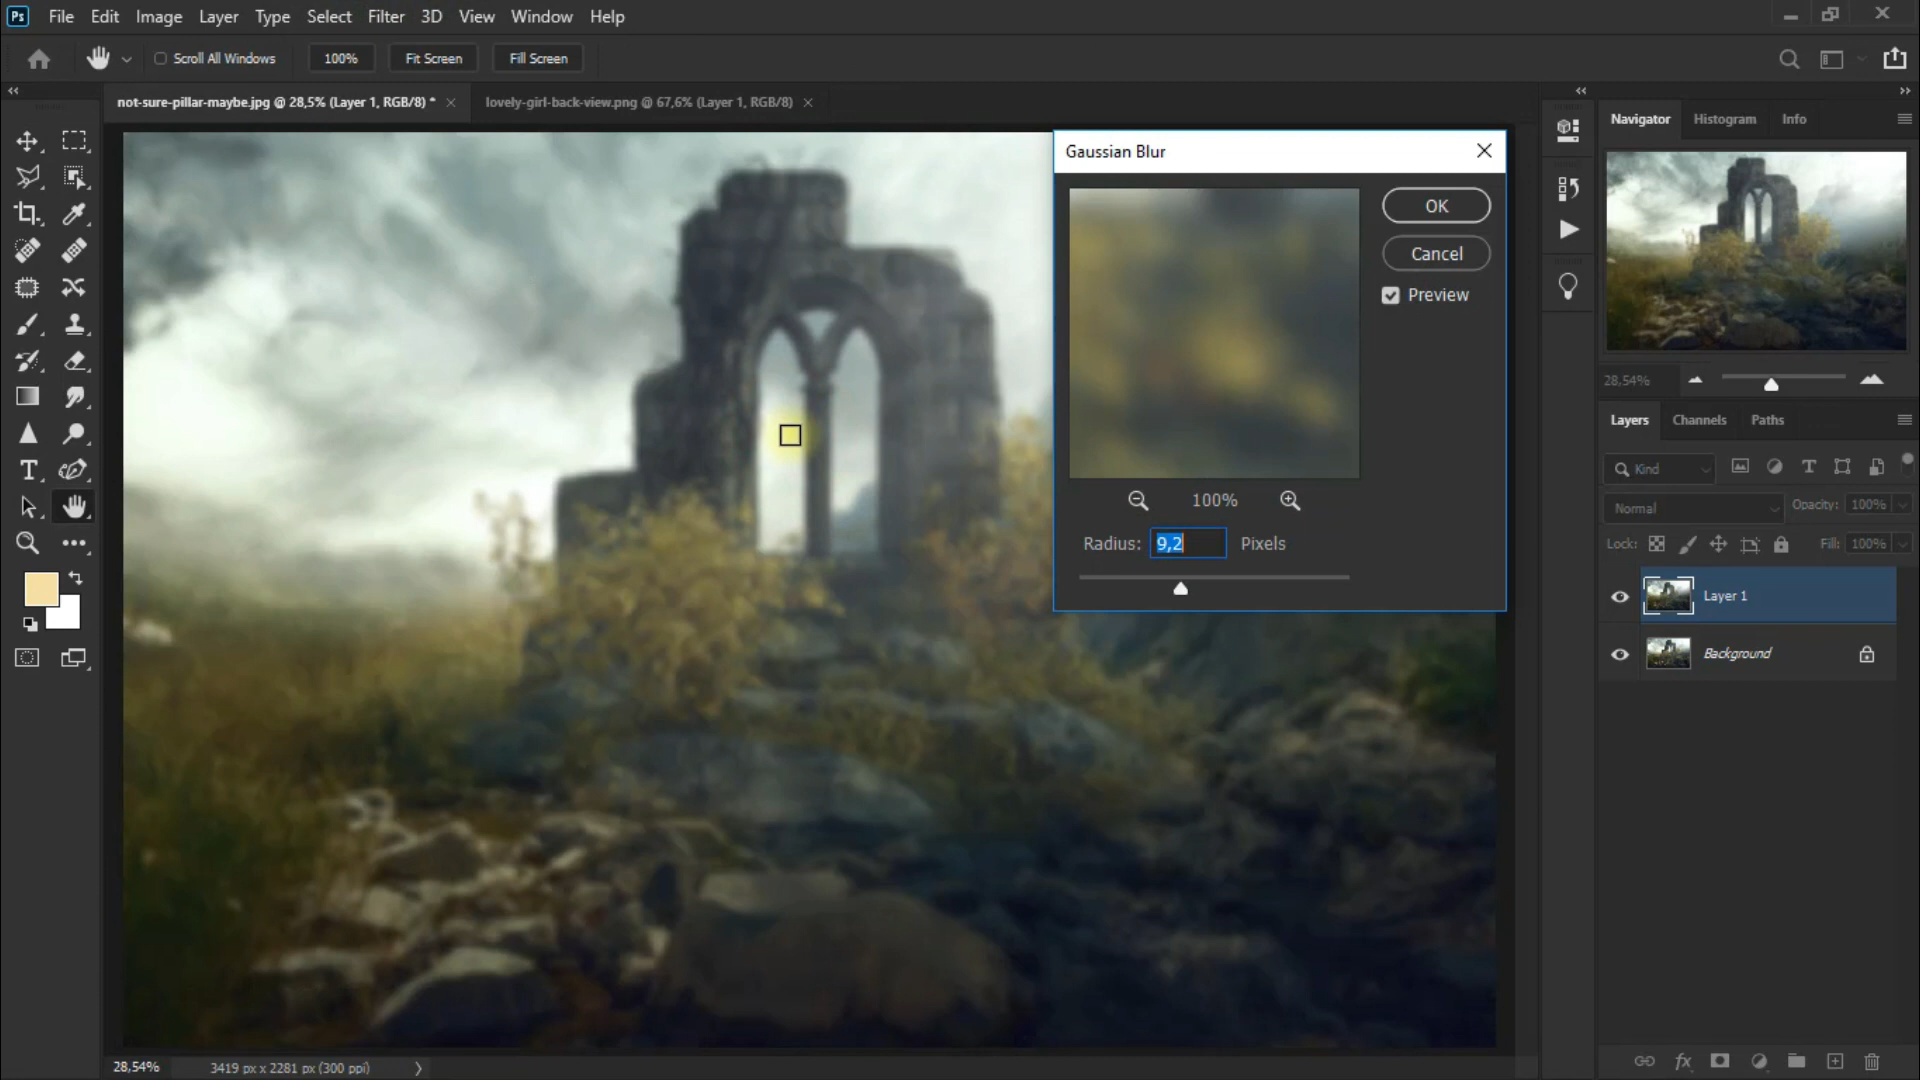 Ps File Edit Image Layer Type Select Filter 3D View Window Help
Scroll All Windows 100% Fit Screen Fill Screen
not-sure-pillar-maybe.jpg @ 28,5% (Layer 1, RGB/8) *
lovely-girl-back-view.png @ 67,6% (Layer 1, RGB/8)
Gaussian Blur
OK
Cancel
Preview
100%
Radius: 9,2 Pixels
Navigator Histogram Info
28,54%
Layers Channels Paths
Kind
Normal Opacity: 100%
Lock: Fill: 100%
Layer 1
Background
28,54% 3419 px x 2281 px (300 ppi)